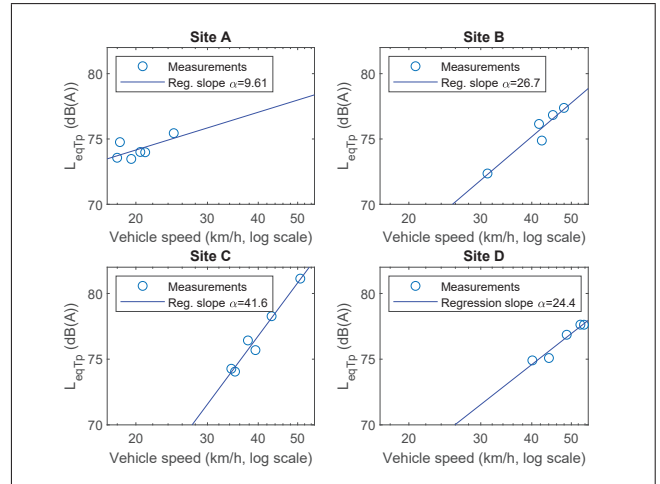 Site A
Measurements
Reg. slope α=9.61
80
75
70
L_eqTp (dB(A))
20 30 40 50
Vehicle speed (km/h, log scale)
Site B
Measurements
Reg. slope α=26.7
80
75
70
L_eqTp (dB(A))
20 30 40 50
Vehicle speed (km/h, log scale)
Site C
Measurements
Reg. slope α=41.6
80
75
70
L_eqTp (dB(A))
20 30 40 50
Vehicle speed (km/h, log scale)
Site D
Measurements
Regression slope α=24.4
80
75
70
L_eqTp (dB(A))
20 30 40 50
Vehicle speed (km/h, log scale)